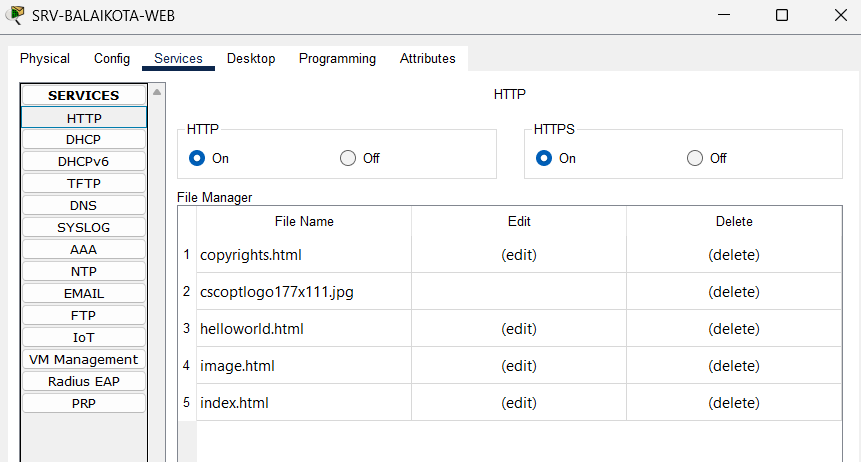 SRV-BALAIKOTA-WEB
Physical Config Services Desktop Programming Attributes
SERVICES
HTTP
DHCP
DHCPv6
TFTP
DNS
SYSLOG
AAA
NTP
EMAIL
FTP
IoT
VM Management
Radius EAP
PRP
HTTP
HTTP
On Off
HTTPS
On Off
File Manager
File Name Edit Delete
1 copyrights.html (edit) (delete)
2 cscoptlogo177x111.jpg (delete)
3 helloworld.html (edit) (delete)
4 image.html (edit) (delete)
5 index.html (edit) (delete)